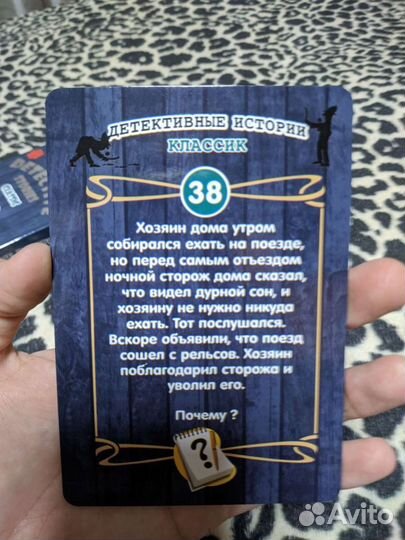 ДЕТЕКТИВНЫЕ ИСТОРИИ
КЛАССИК
38
Хозяин дома утром
собирался ехать на поезде,
но перед самым отъездом
ночной сторож дома сказал,
что видел дурной сон, и
хозяину не нужно никуда
ехать. Тот послушался.
Вскоре объявили, что поезд
сошел с рельсов. Хозяин
поблагодарил сторожа и
уволил его.
Почему ?
?
Avito